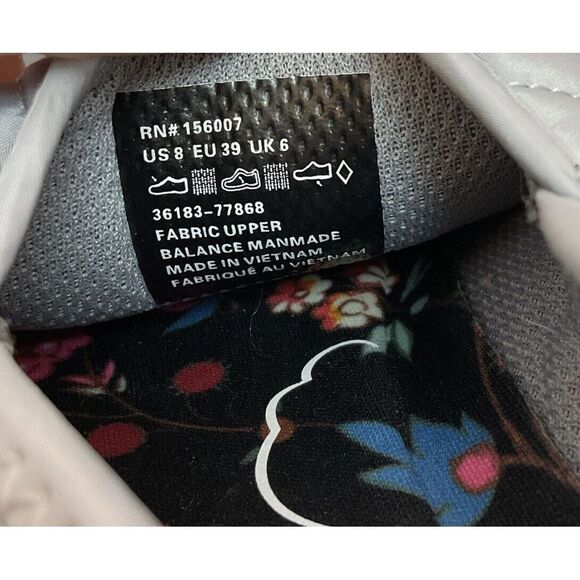 RN# 156007
US 8 EU 39 UK 6
36183-77868
FABRIC UPPER
BALANCE MANMADE
MADE IN VIETNAM
FABRIQUÉ AU VIETNAM